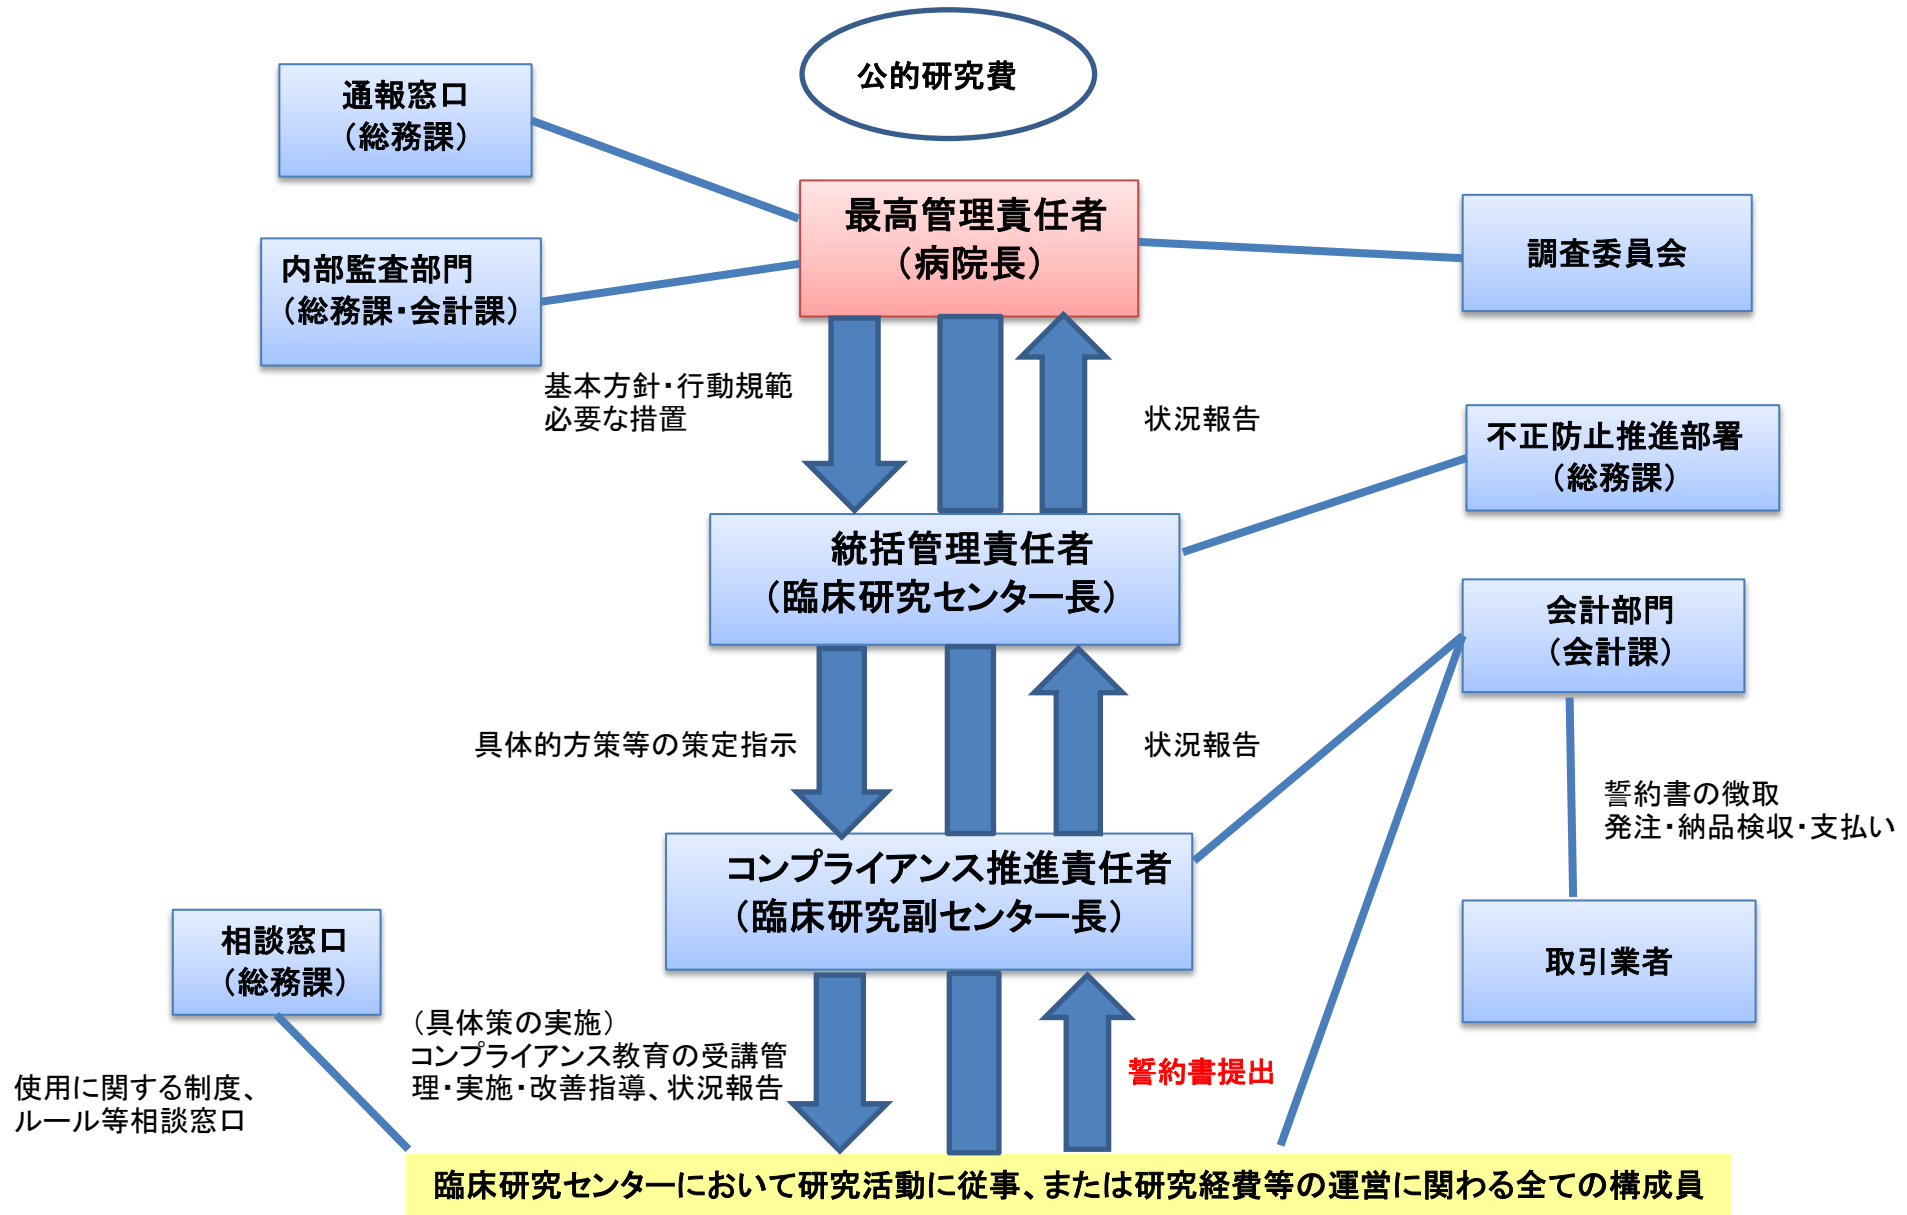 公的研究費
通報窓口
（総務課）
最高管理責任者
（病院長）
調査委員会
内部監査部門
（総務課・会計課）
基本方針・行動規範
必要な措置
状況報告
不正防止推進部署
（総務課）
統括管理責任者
（臨床研究センター長）
会計部門
（会計課）
具体的方策等の策定指示
状況報告
誓約書の徴取
発注・納品検収・支払い
コンプライアンス推進責任者
（臨床研究副センター長）
取引業者
相談窓口
（総務課）
（具体策の実施）
コンプライアンス教育の受講管
理・実施・改善指導、状況報告
誓約書提出
使用に関する制度、
ルール等相談窓口
臨床研究センターにおいて研究活動に従事、または研究経費等の運営に関わる全ての構成員